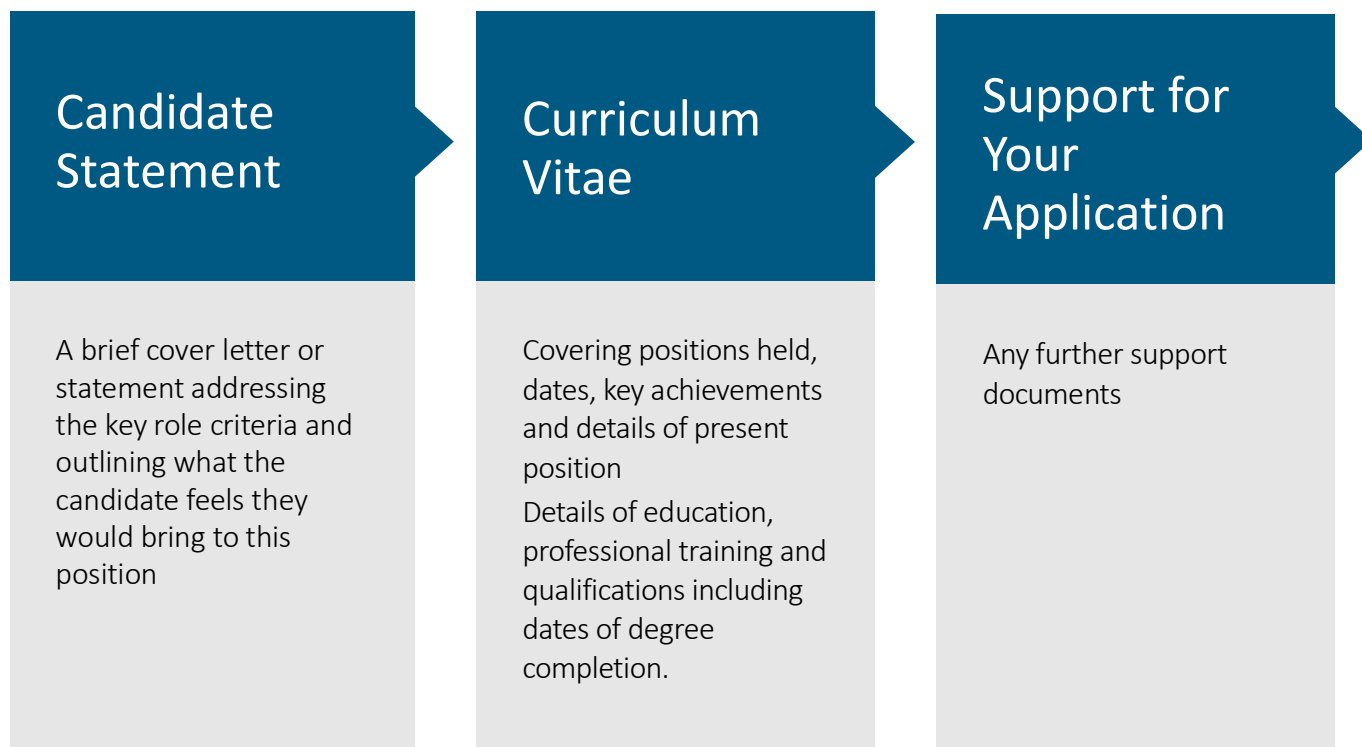 Candidate
Statement
A brief cover letter or
statement addressing
the key role criteria and
outlining what the
candidate feels they
would bring to this
position
Curriculum
Vitae
Covering positions held,
dates, key achievements
and details of present
position
Details of education,
professional training and
qualifications including
dates of degree
completion.
Support for
Your
Application
Any further support
documents